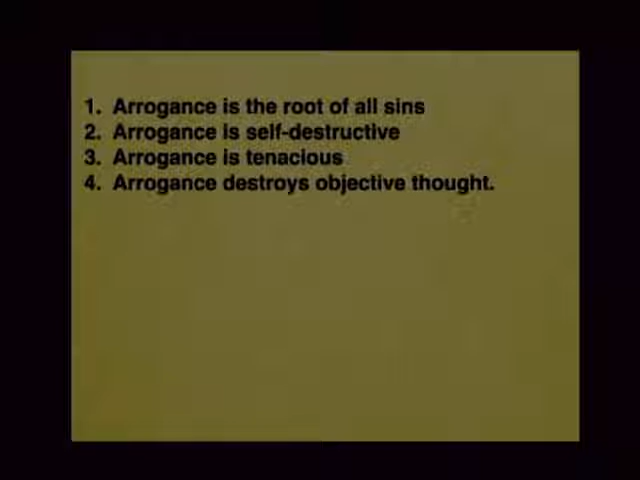 1. Arrogance is the root of all sins
2. Arrogance is self-destructive
3. Arrogance is tenacious
4. Arrogance destroys objective thought.